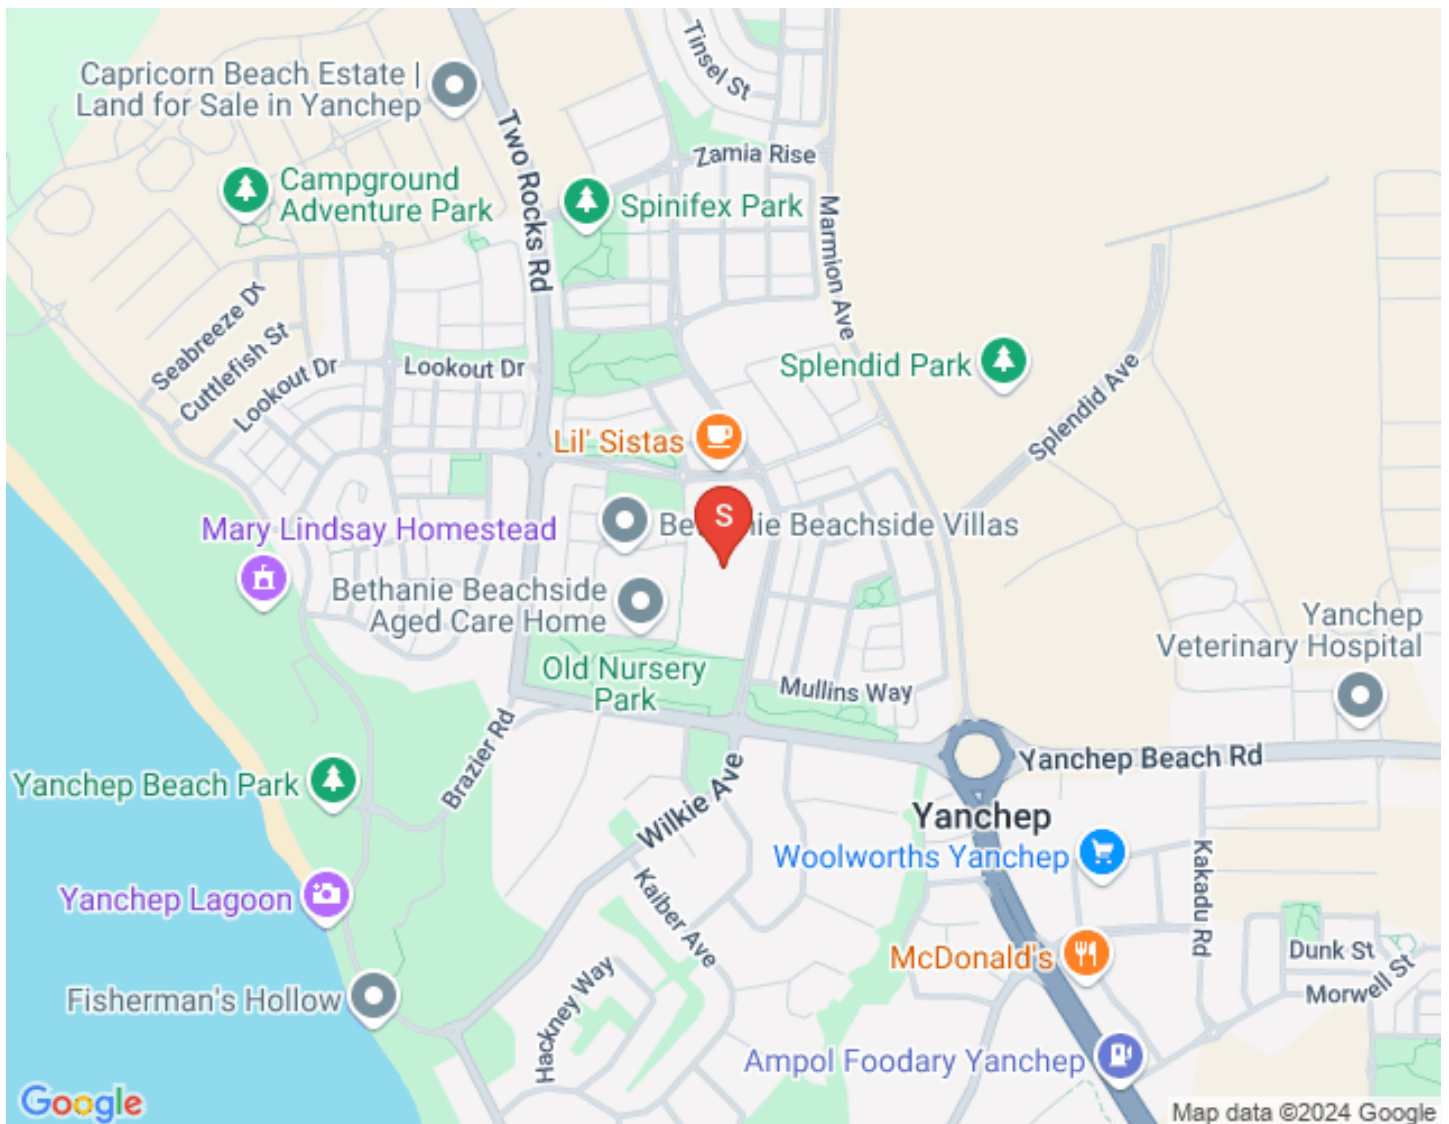 Tinsel St
Capricorn Beach Estate |
Land for Sale in Yanchep
Two Rocks Rd
Zamia Rise
Campground
Adventure Park
Spinifex Park
Marmion Ave
Seabreeze Dr
Cuttlefish St
Lookout Dr
Lookout Dr
Splendid Park
Splendid Ave
Lil' Sistas
S
Mary Lindsay Homestead
Bethanie Beachside Villas
Bethanie Beachside
Aged Care Home
Yanchep
Veterinary Hospital
Old Nursery
Park
Mullins Way
Brazier Rd
Yanchep Beach Rd
Yanchep Beach Park
Wilkie Ave
Yanchep
Woolworths Yanchep
Kakadu Rd
Yanchep Lagoon
Kaiber Ave
McDonald's
Dunk St
Morwell St
Fisherman's Hollow
Hackney Way
Ampol Foodary Yanchep
Google
Map data ©2024 Google